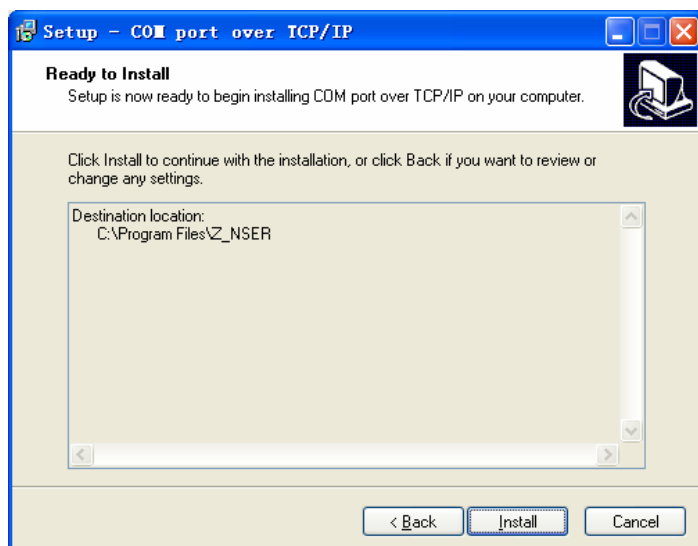 Setup - COM port over TCP/IP
Ready to Install
Setup is now ready to begin installing COM port over TCP/IP on your computer.
Click Install to continue with the installation, or click Back if you want to review or
change any settings.
Destination location:
C:\Program Files\Z_NSER
< Back
Install
Cancel